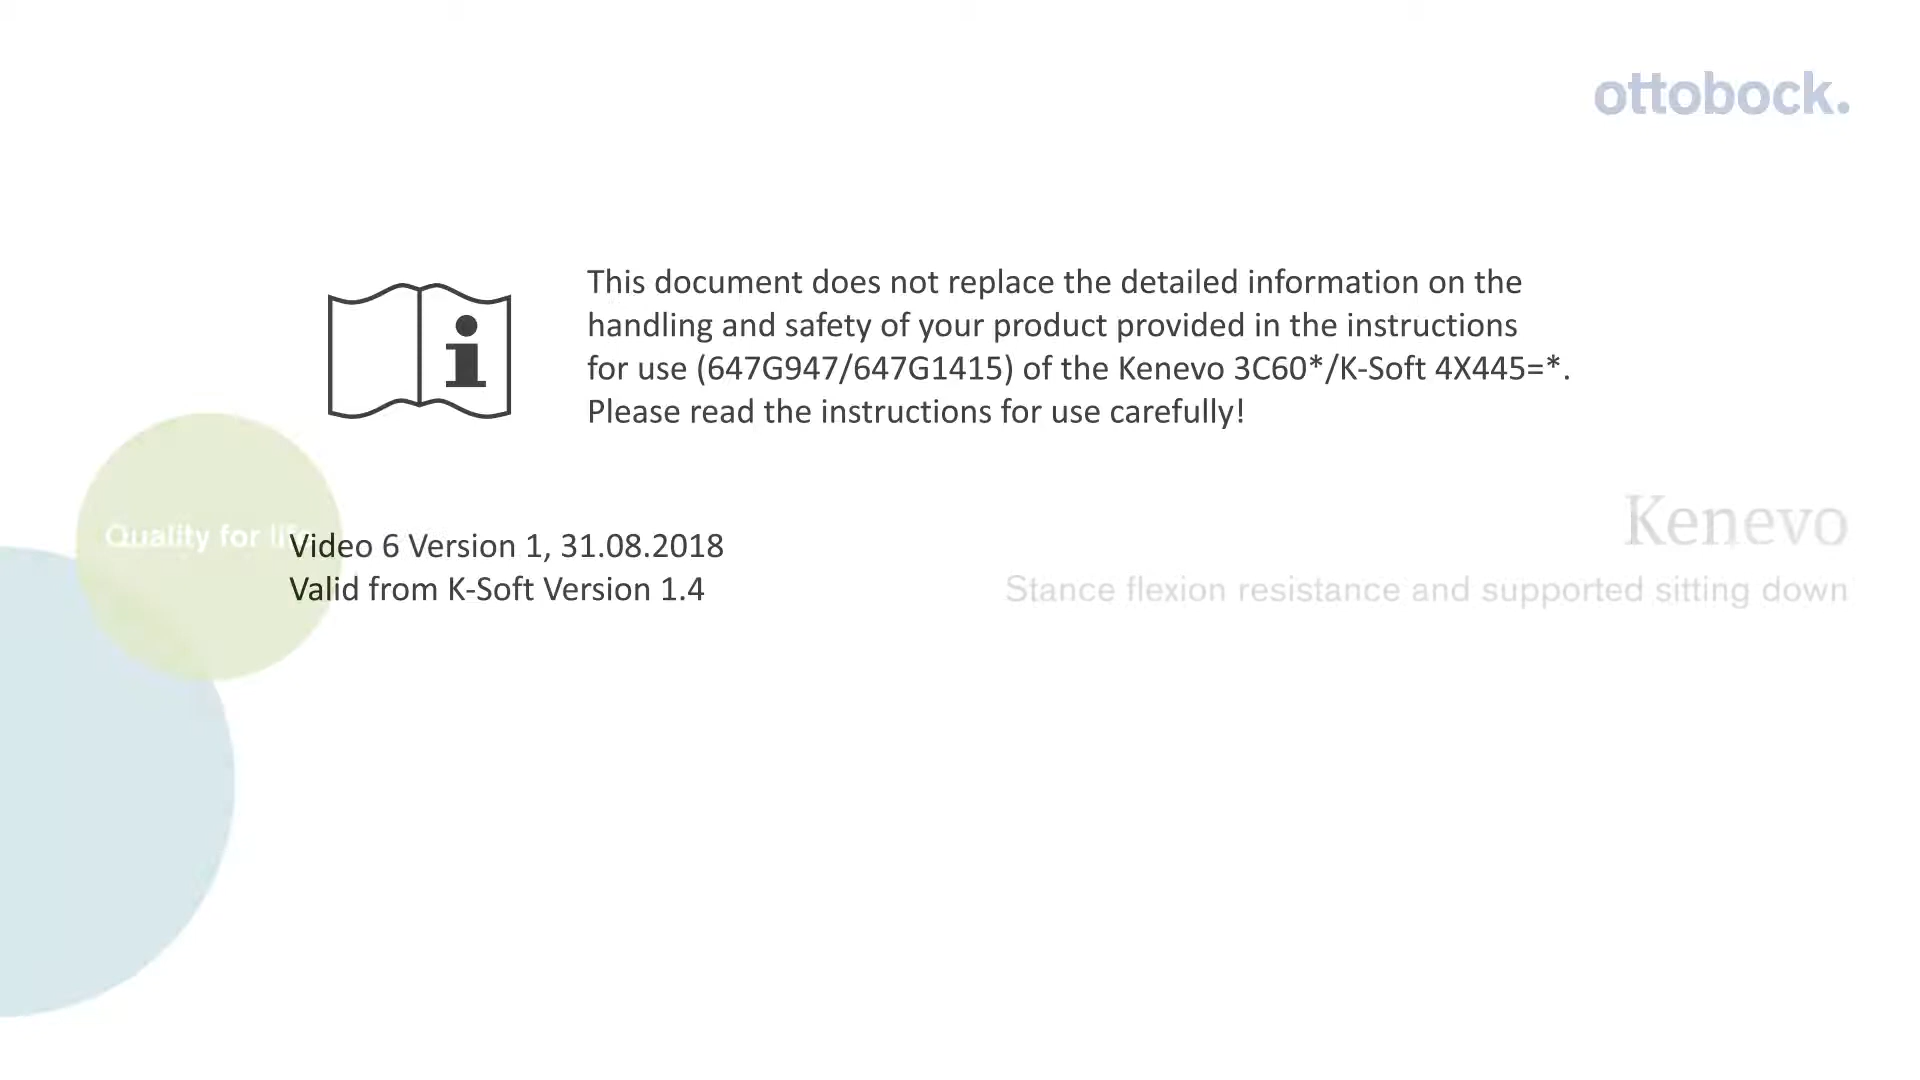 ottobock.
This document does not replace the detailed information on the
handling and safety of your product provided in the instructions
for use (647G947/647G1415) of the Kenevo 3C60*/K-Soft 4X445=*.
Please read the instructions for use carefully!
Quality for life
Video 6 Version 1, 31.08.2018
Valid from K-Soft Version 1.4
Kenevo
Stance flexion resistance and supported sitting down